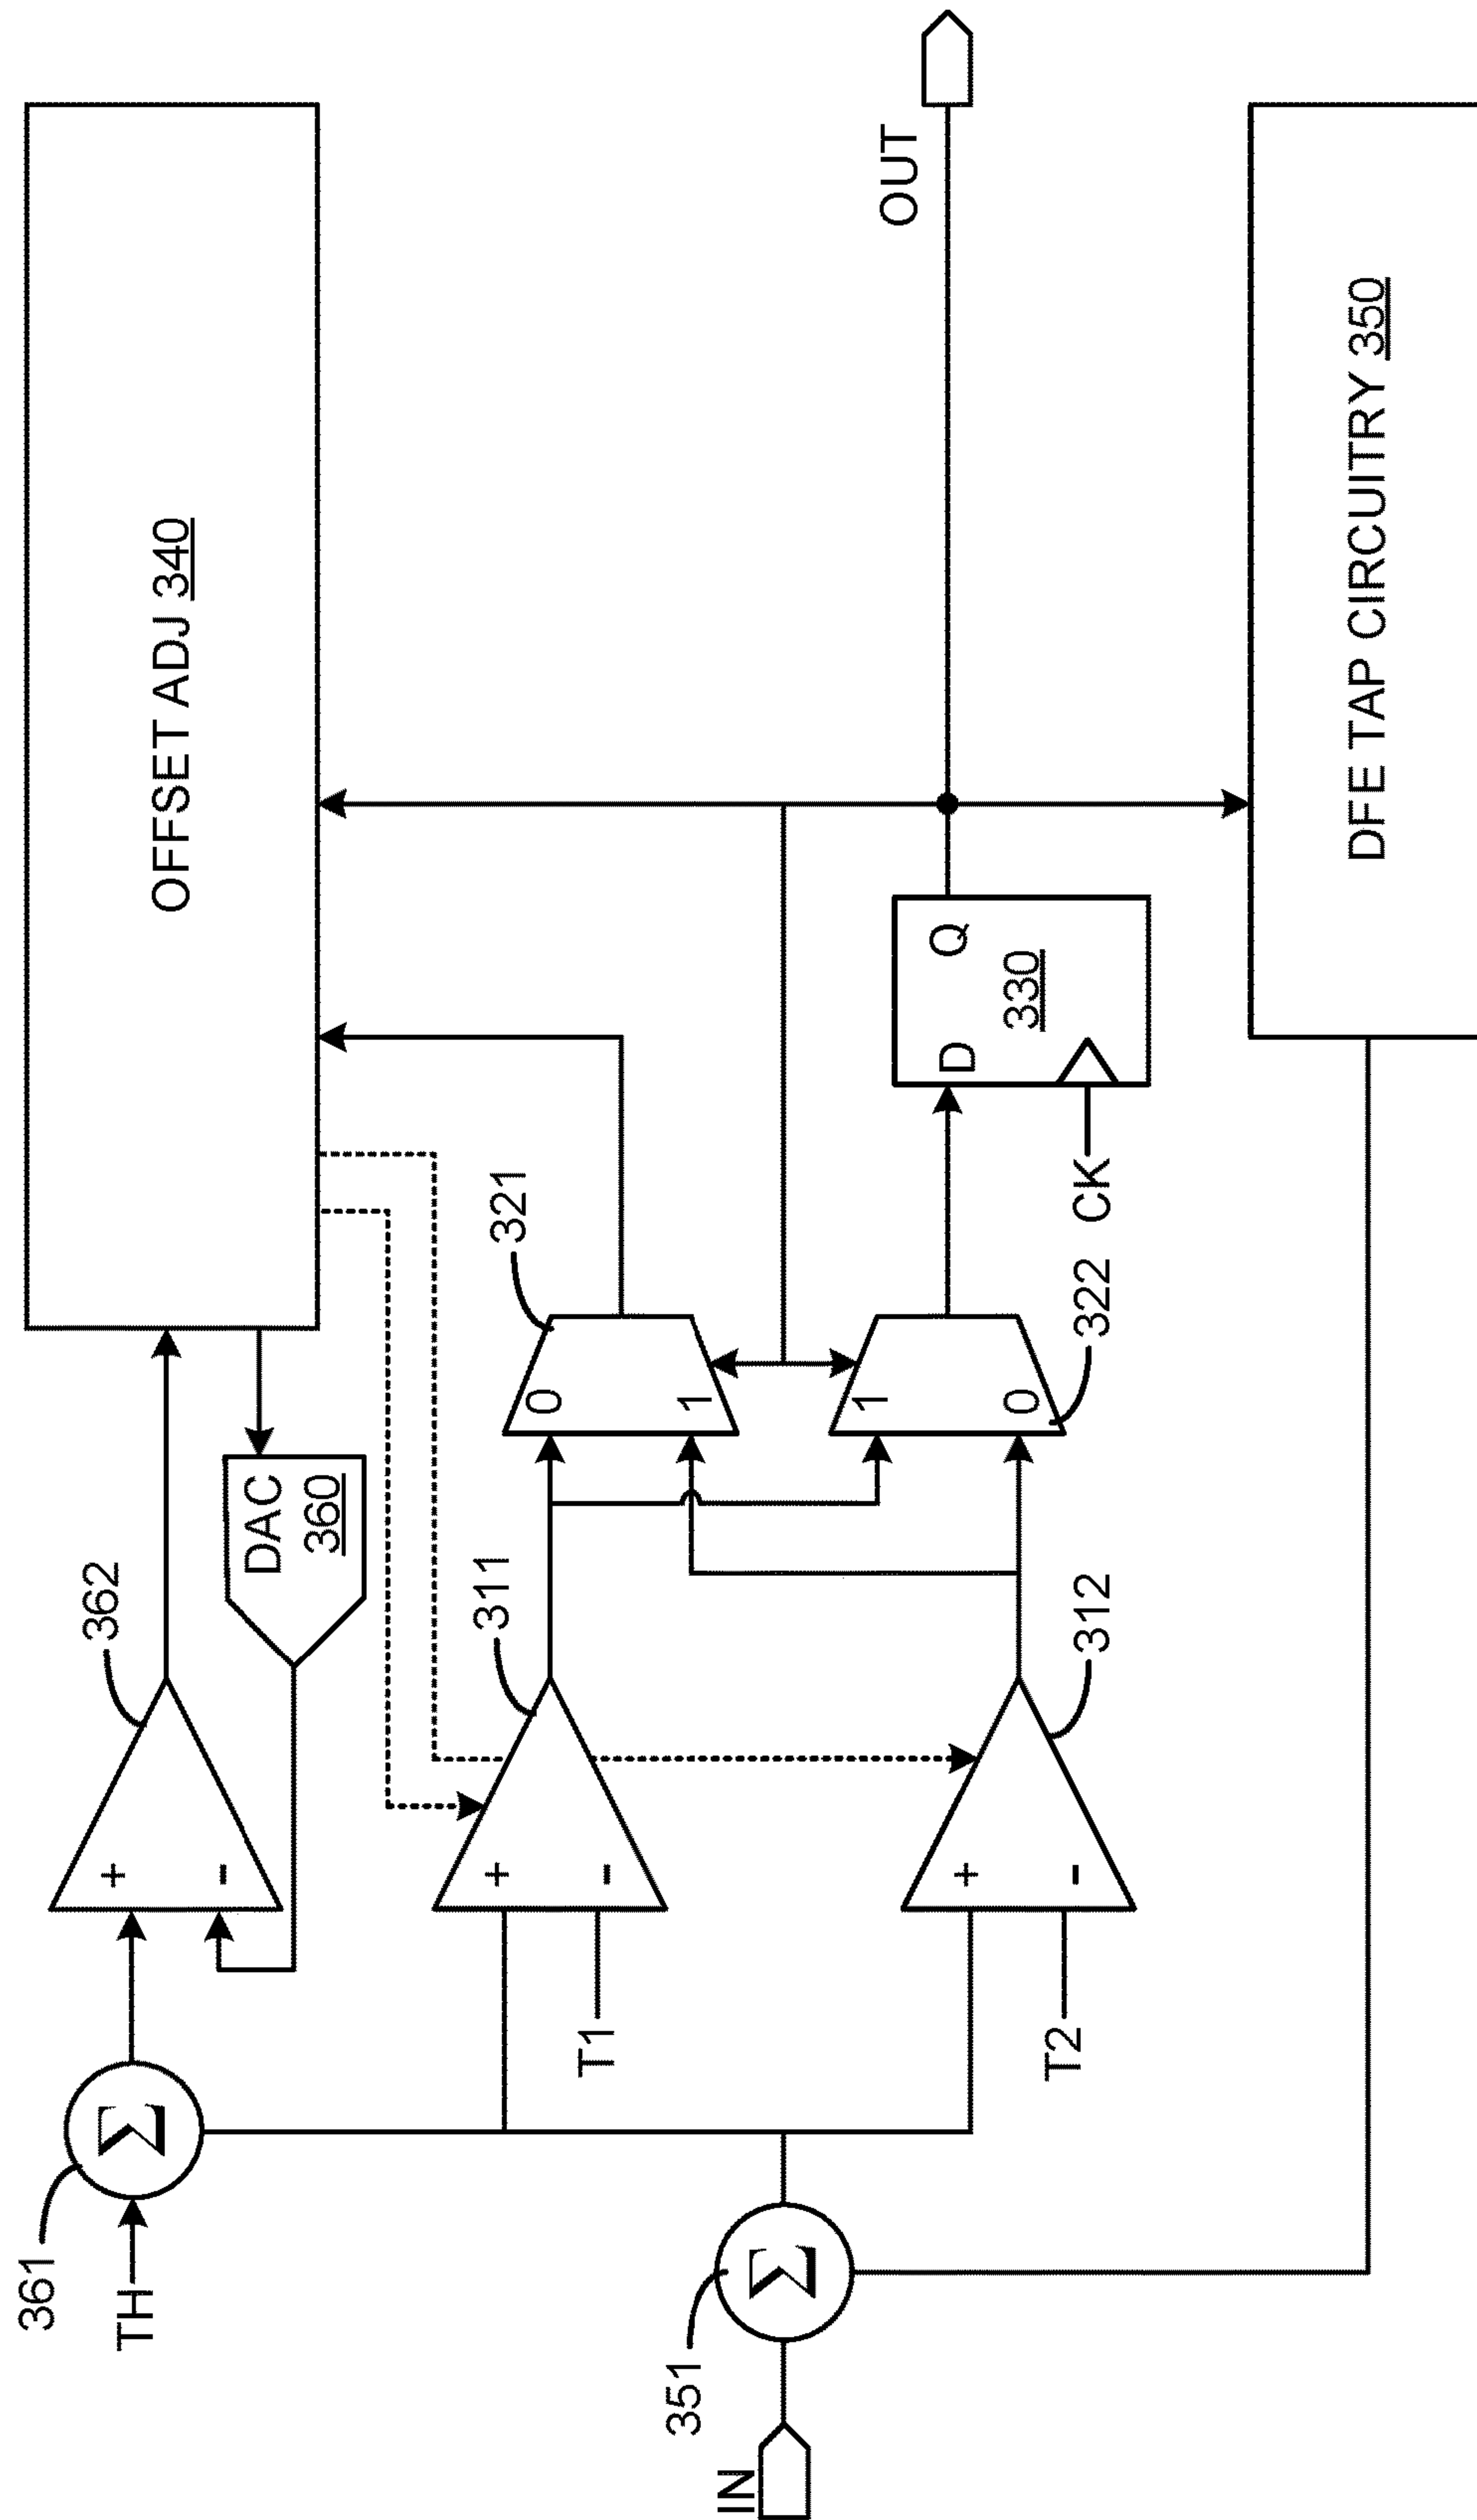 361
TH
+
-
362
DAC
360
OFFSET ADJ 340
Σ
IN
351
Σ
T1
+
-
311
0
1
321
T2
+
-
312
1
0
322
CK
D
Q
330
OUT
DFE TAP CIRCUITRY 350